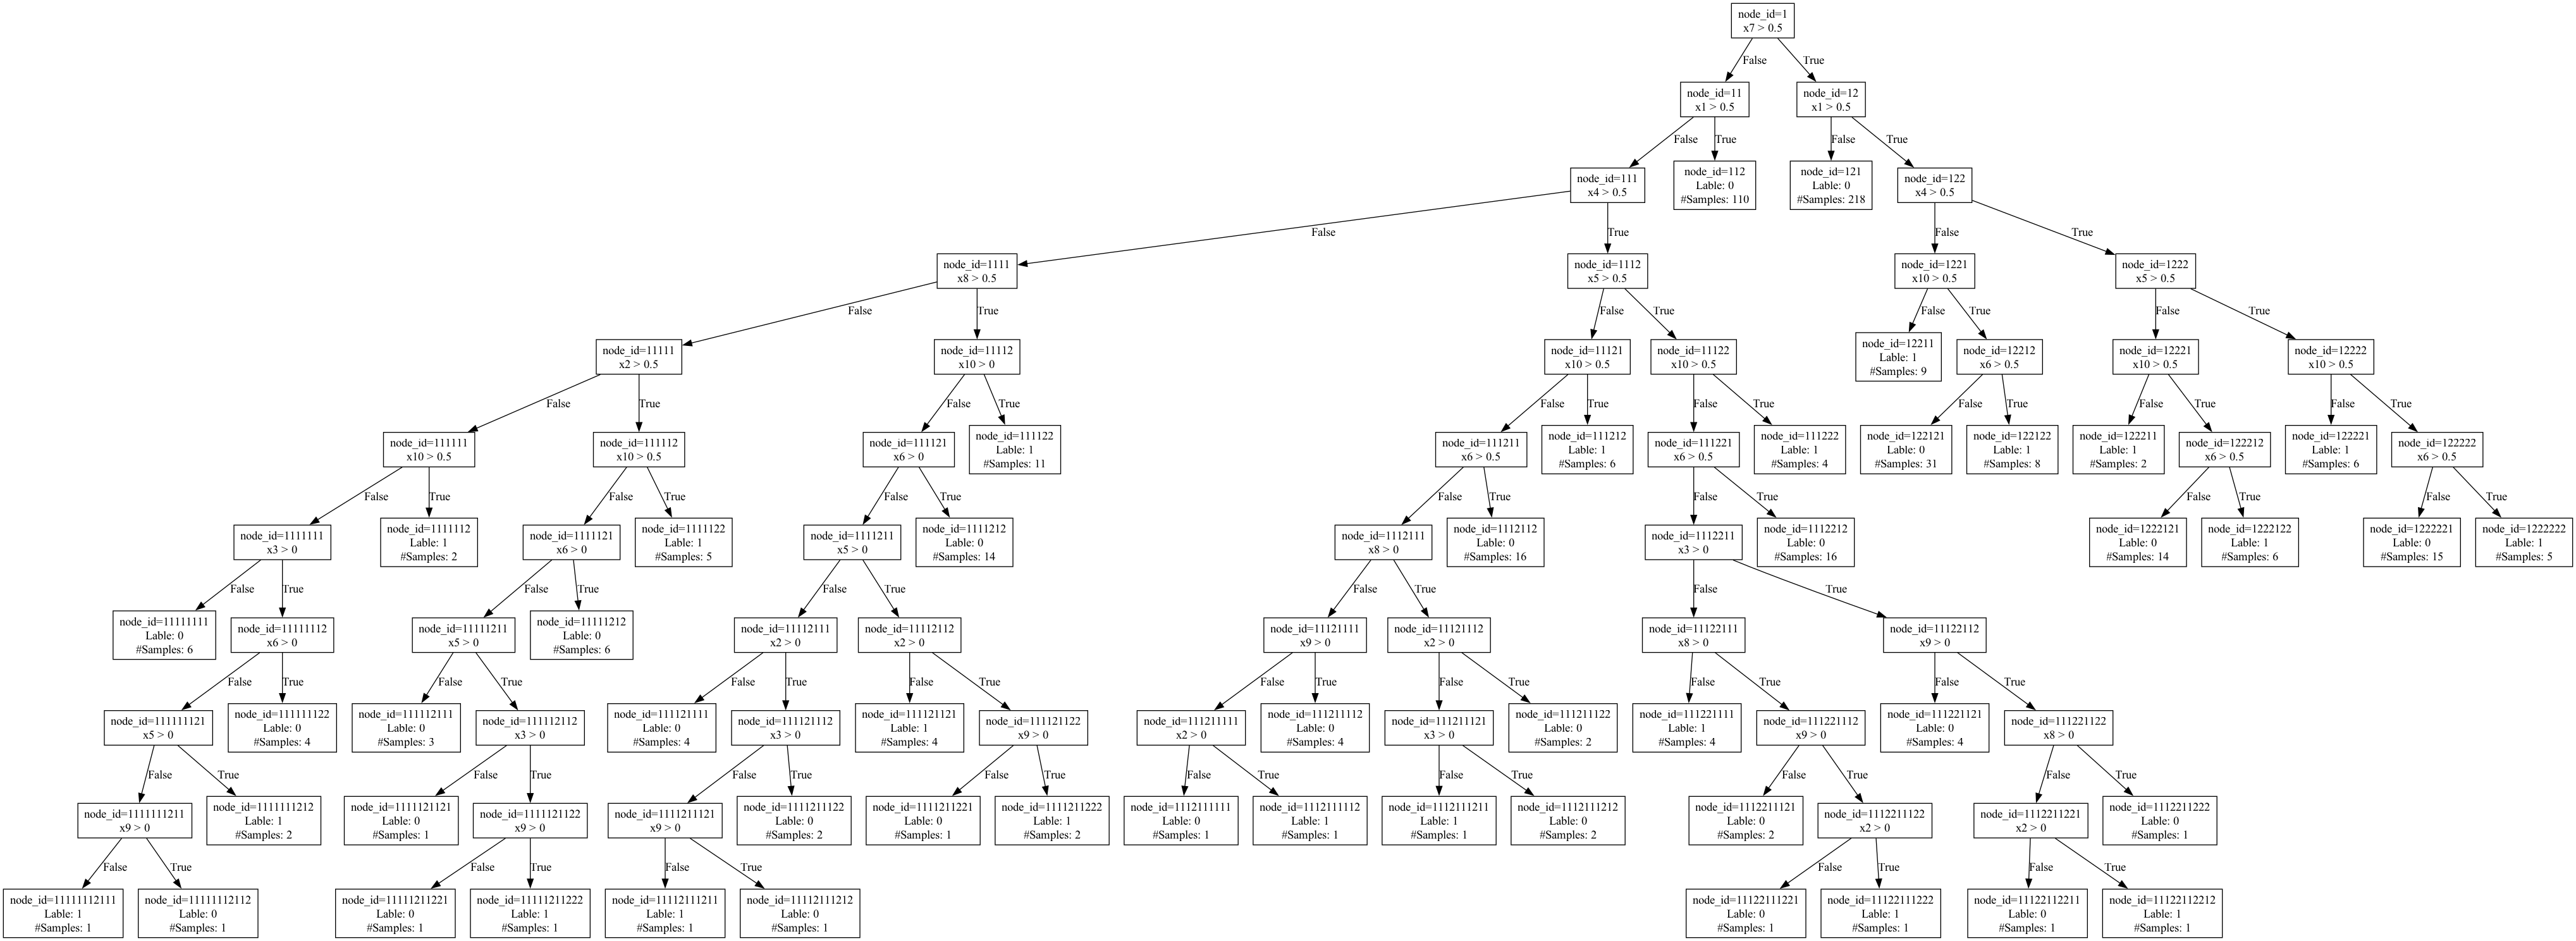 node_id=1
x7 > 0.5
False
True
node_id=11
x1 > 0.5
node_id=12
x1 > 0.5
False
True
False
True
node_id=111
x4 > 0.5
node_id=112
Lable: 0
#Samples: 110
node_id=121
Lable: 0
#Samples: 218
node_id=122
x4 > 0.5
False
True
False
True
node_id=1111
x8 > 0.5
node_id=1112
x5 > 0.5
node_id=1221
x10 > 0.5
node_id=1222
x5 > 0.5
False
True
False
True
False
True
False
True
node_id=11111
x2 > 0.5
node_id=11112
x10 > 0
node_id=11121
x10 > 0.5
node_id=11122
x10 > 0.5
node_id=12211
Lable: 1
#Samples: 9
node_id=12212
x6 > 0.5
node_id=12221
x10 > 0.5
node_id=12222
x10 > 0.5
False
True
False
True
False
True
False
True
False
True
False
True
False
True
node_id=111111
x10 > 0.5
node_id=111112
x10 > 0.5
node_id=111121
x6 > 0
node_id=111122
Lable: 1
#Samples: 11
node_id=111211
x6 > 0.5
node_id=111212
Lable: 1
#Samples: 6
node_id=111221
x6 > 0.5
node_id=111222
Lable: 1
#Samples: 4
node_id=122121
Lable: 0
#Samples: 31
node_id=122122
Lable: 1
#Samples: 8
node_id=122211
Lable: 1
#Samples: 2
node_id=122212
x6 > 0.5
node_id=122221
Lable: 1
#Samples: 6
node_id=122222
x6 > 0.5
False
True
False
True
False
True
False
True
False
True
False
True
False
True
node_id=1111111
x3 > 0
node_id=1111112
Lable: 1
#Samples: 2
node_id=1111121
x6 > 0
node_id=1111122
Lable: 1
#Samples: 5
node_id=1111211
x5 > 0
node_id=1111212
Lable: 0
#Samples: 14
node_id=1112111
x8 > 0
node_id=1112112
Lable: 0
#Samples: 16
node_id=1112211
x3 > 0
node_id=1112212
Lable: 0
#Samples: 16
node_id=1222121
Lable: 0
#Samples: 14
node_id=1222122
Lable: 1
#Samples: 6
node_id=1222221
Lable: 0
#Samples: 15
node_id=1222222
Lable: 1
#Samples: 5
False
True
False
True
False
True
False
True
False
True
node_id=11111111
Lable: 0
#Samples: 6
node_id=11111112
x6 > 0
node_id=11111211
x5 > 0
node_id=11111212
Lable: 0
#Samples: 6
node_id=11112111
x2 > 0
node_id=11112112
x2 > 0
node_id=11121111
x9 > 0
node_id=11121112
x2 > 0
node_id=11122111
x8 > 0
node_id=11122112
x9 > 0
False
True
False
True
False
True
False
True
False
True
False
True
False
True
False
True
node_id=111111121
x5 > 0
node_id=111111122
Lable: 0
#Samples: 4
node_id=111112111
Lable: 0
#Samples: 3
node_id=111112112
x3 > 0
node_id=111121111
Lable: 0
#Samples: 4
node_id=111121112
x3 > 0
node_id=111121121
Lable: 1
#Samples: 4
node_id=111121122
x9 > 0
node_id=111211111
x2 > 0
node_id=111211112
Lable: 0
#Samples: 4
node_id=111211121
x3 > 0
node_id=111211122
Lable: 0
#Samples: 2
node_id=111221111
Lable: 1
#Samples: 4
node_id=111221112
x9 > 0
node_id=111221121
Lable: 0
#Samples: 4
node_id=111221122
x8 > 0
False
True
False
True
False
True
False
True
False
True
False
True
False
True
False
True
node_id=1111111211
x9 > 0
node_id=1111111212
Lable: 1
#Samples: 2
node_id=1111121121
Lable: 0
#Samples: 1
node_id=1111121122
x9 > 0
node_id=1111211121
x9 > 0
node_id=1111211122
Lable: 0
#Samples: 2
node_id=1111211221
Lable: 0
#Samples: 1
node_id=1111211222
Lable: 1
#Samples: 2
node_id=1112111111
Lable: 0
#Samples: 1
node_id=1112111112
Lable: 1
#Samples: 1
node_id=1112111211
Lable: 1
#Samples: 1
node_id=1112111212
Lable: 0
#Samples: 2
node_id=1112211121
Lable: 0
#Samples: 2
node_id=1112211122
x2 > 0
node_id=1112211221
x2 > 0
node_id=1112211222
Lable: 0
#Samples: 1
False
True
False
True
False
True
False
True
False
True
node_id=11111112111
Lable: 1
#Samples: 1
node_id=11111112112
Lable: 0
#Samples: 1
node_id=11111211221
Lable: 0
#Samples: 1
node_id=11111211222
Lable: 1
#Samples: 1
node_id=11112111211
Lable: 1
#Samples: 1
node_id=11112111212
Lable: 0
#Samples: 1
node_id=11122111221
Lable: 0
#Samples: 1
node_id=11122111222
Lable: 1
#Samples: 1
node_id=11122112211
Lable: 0
#Samples: 1
node_id=11122112212
Lable: 1
#Samples: 1